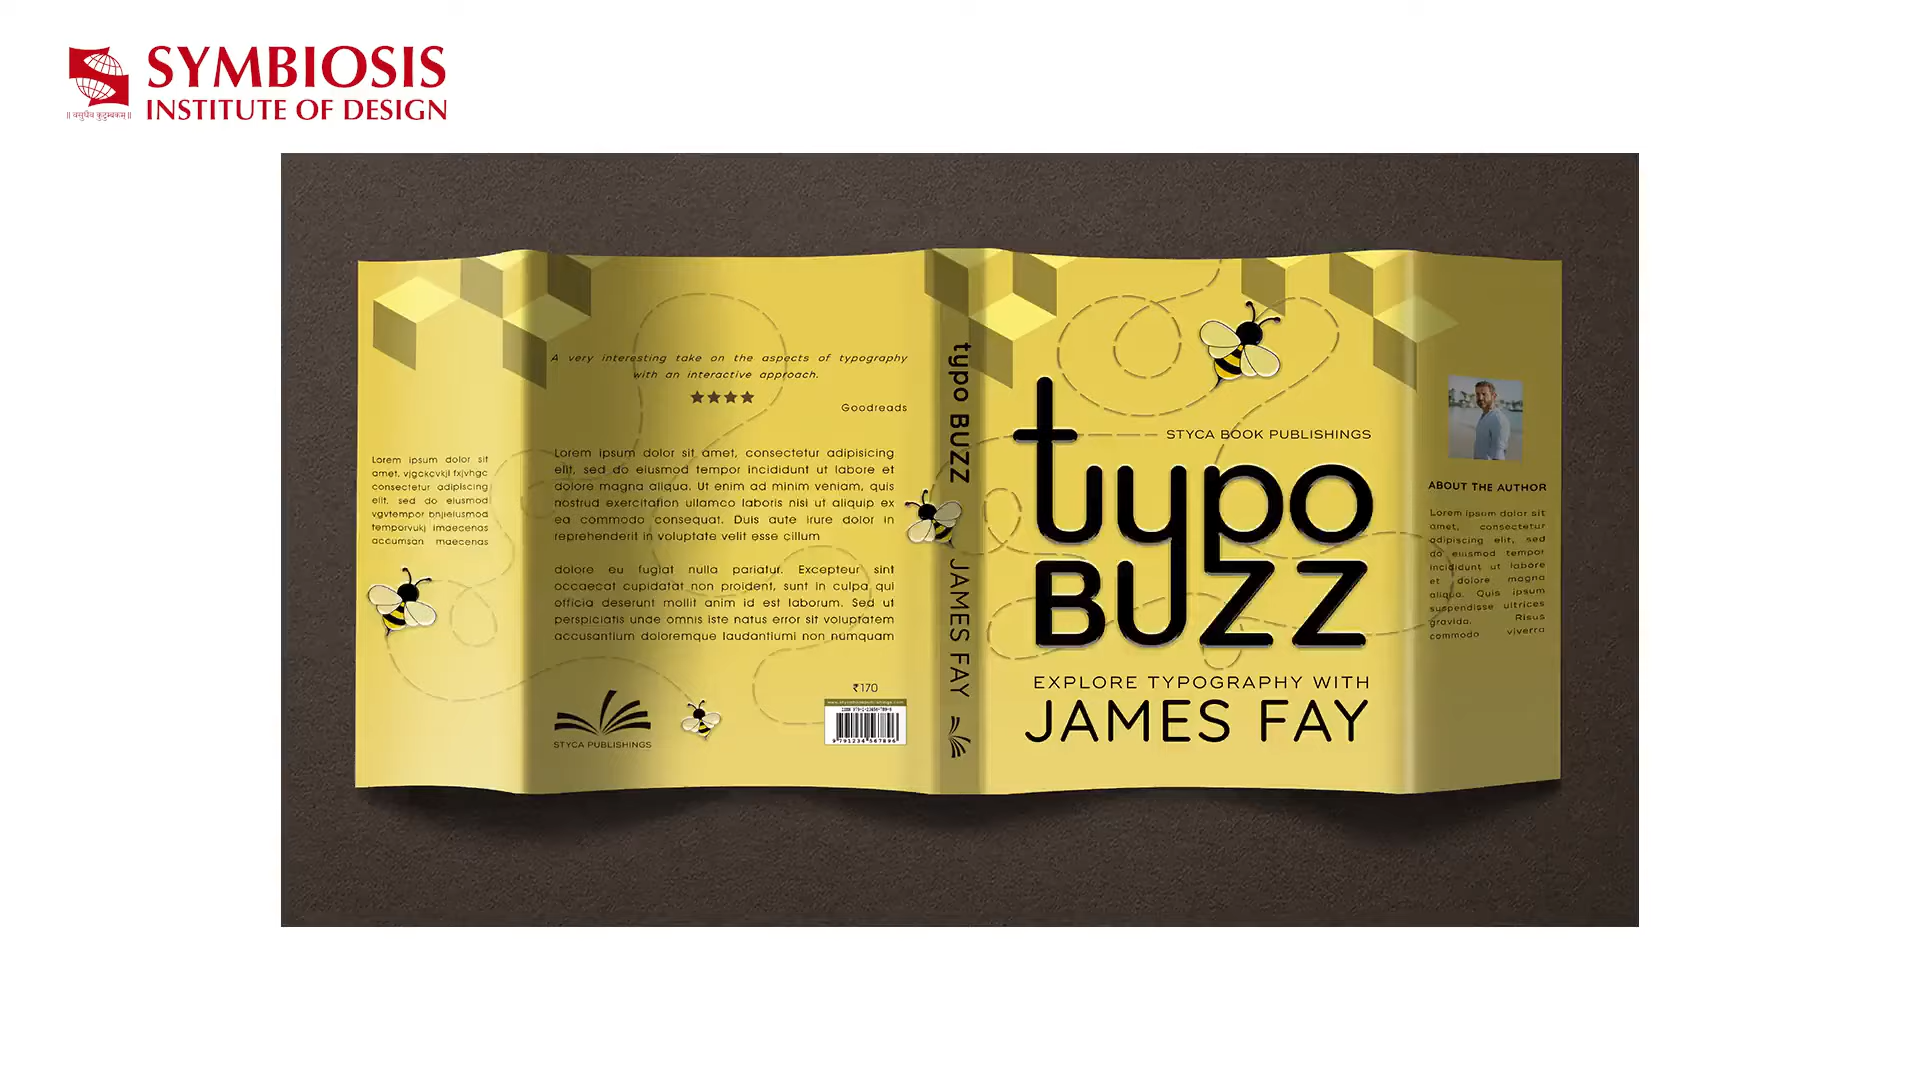 SYMBIOSIS
INSTITUTE OF DESIGN
|| वसुधैव कुटुम्बकम् ||
Lorem ipsum dolor sit
amet, vjgckcvkjl fxjvhgc
consectetur adipiscing
elit, sed do eiusmod
vgvtempor bnjieiusmod
temporvukj imaecenas
accumsan maecenas
A very interesting take on the aspects of typography
with an interactive approach.
Goodreads
Lorem ipsum dolor sit amet, consectetur adipisicing
elit, sed do eiusmod tempor incididunt ut labore et
dolore magna aliqua. Ut enim ad minim veniam, quis
nostrud exercitation ullamco laboris nisi ut aliquip ex
ea commodo consequat. Duis aute irure dolor in
reprehenderit in voluptate velit esse cillum
dolore eu fugiat nulla pariatur. Excepteur sint
occaecat cupidatat non proident, sunt in culpa qui
officia deserunt mollit anim id est laborum. Sed ut
perspiciatis unde omnis iste natus error sit voluptatem
accusantium doloremque laudantiumi non numquam
STYCA PUBLISHINGS
₹170
9 791234 567896
typo BUZZ
JAMES FAY
STYCA BOOK PUBLISHINGS
typo
BUZZ
EXPLORE TYPOGRAPHY WITH
JAMES FAY
ABOUT THE AUTHOR
Lorem ipsum dolor sit
amet, consectetur
adipiscing elit, sed
do eiusmod tempor
incididunt ut labore
et dolore magna
aliqua. Quis ipsum
suspendisse ultrices
gravida. Risus
commodo viverra